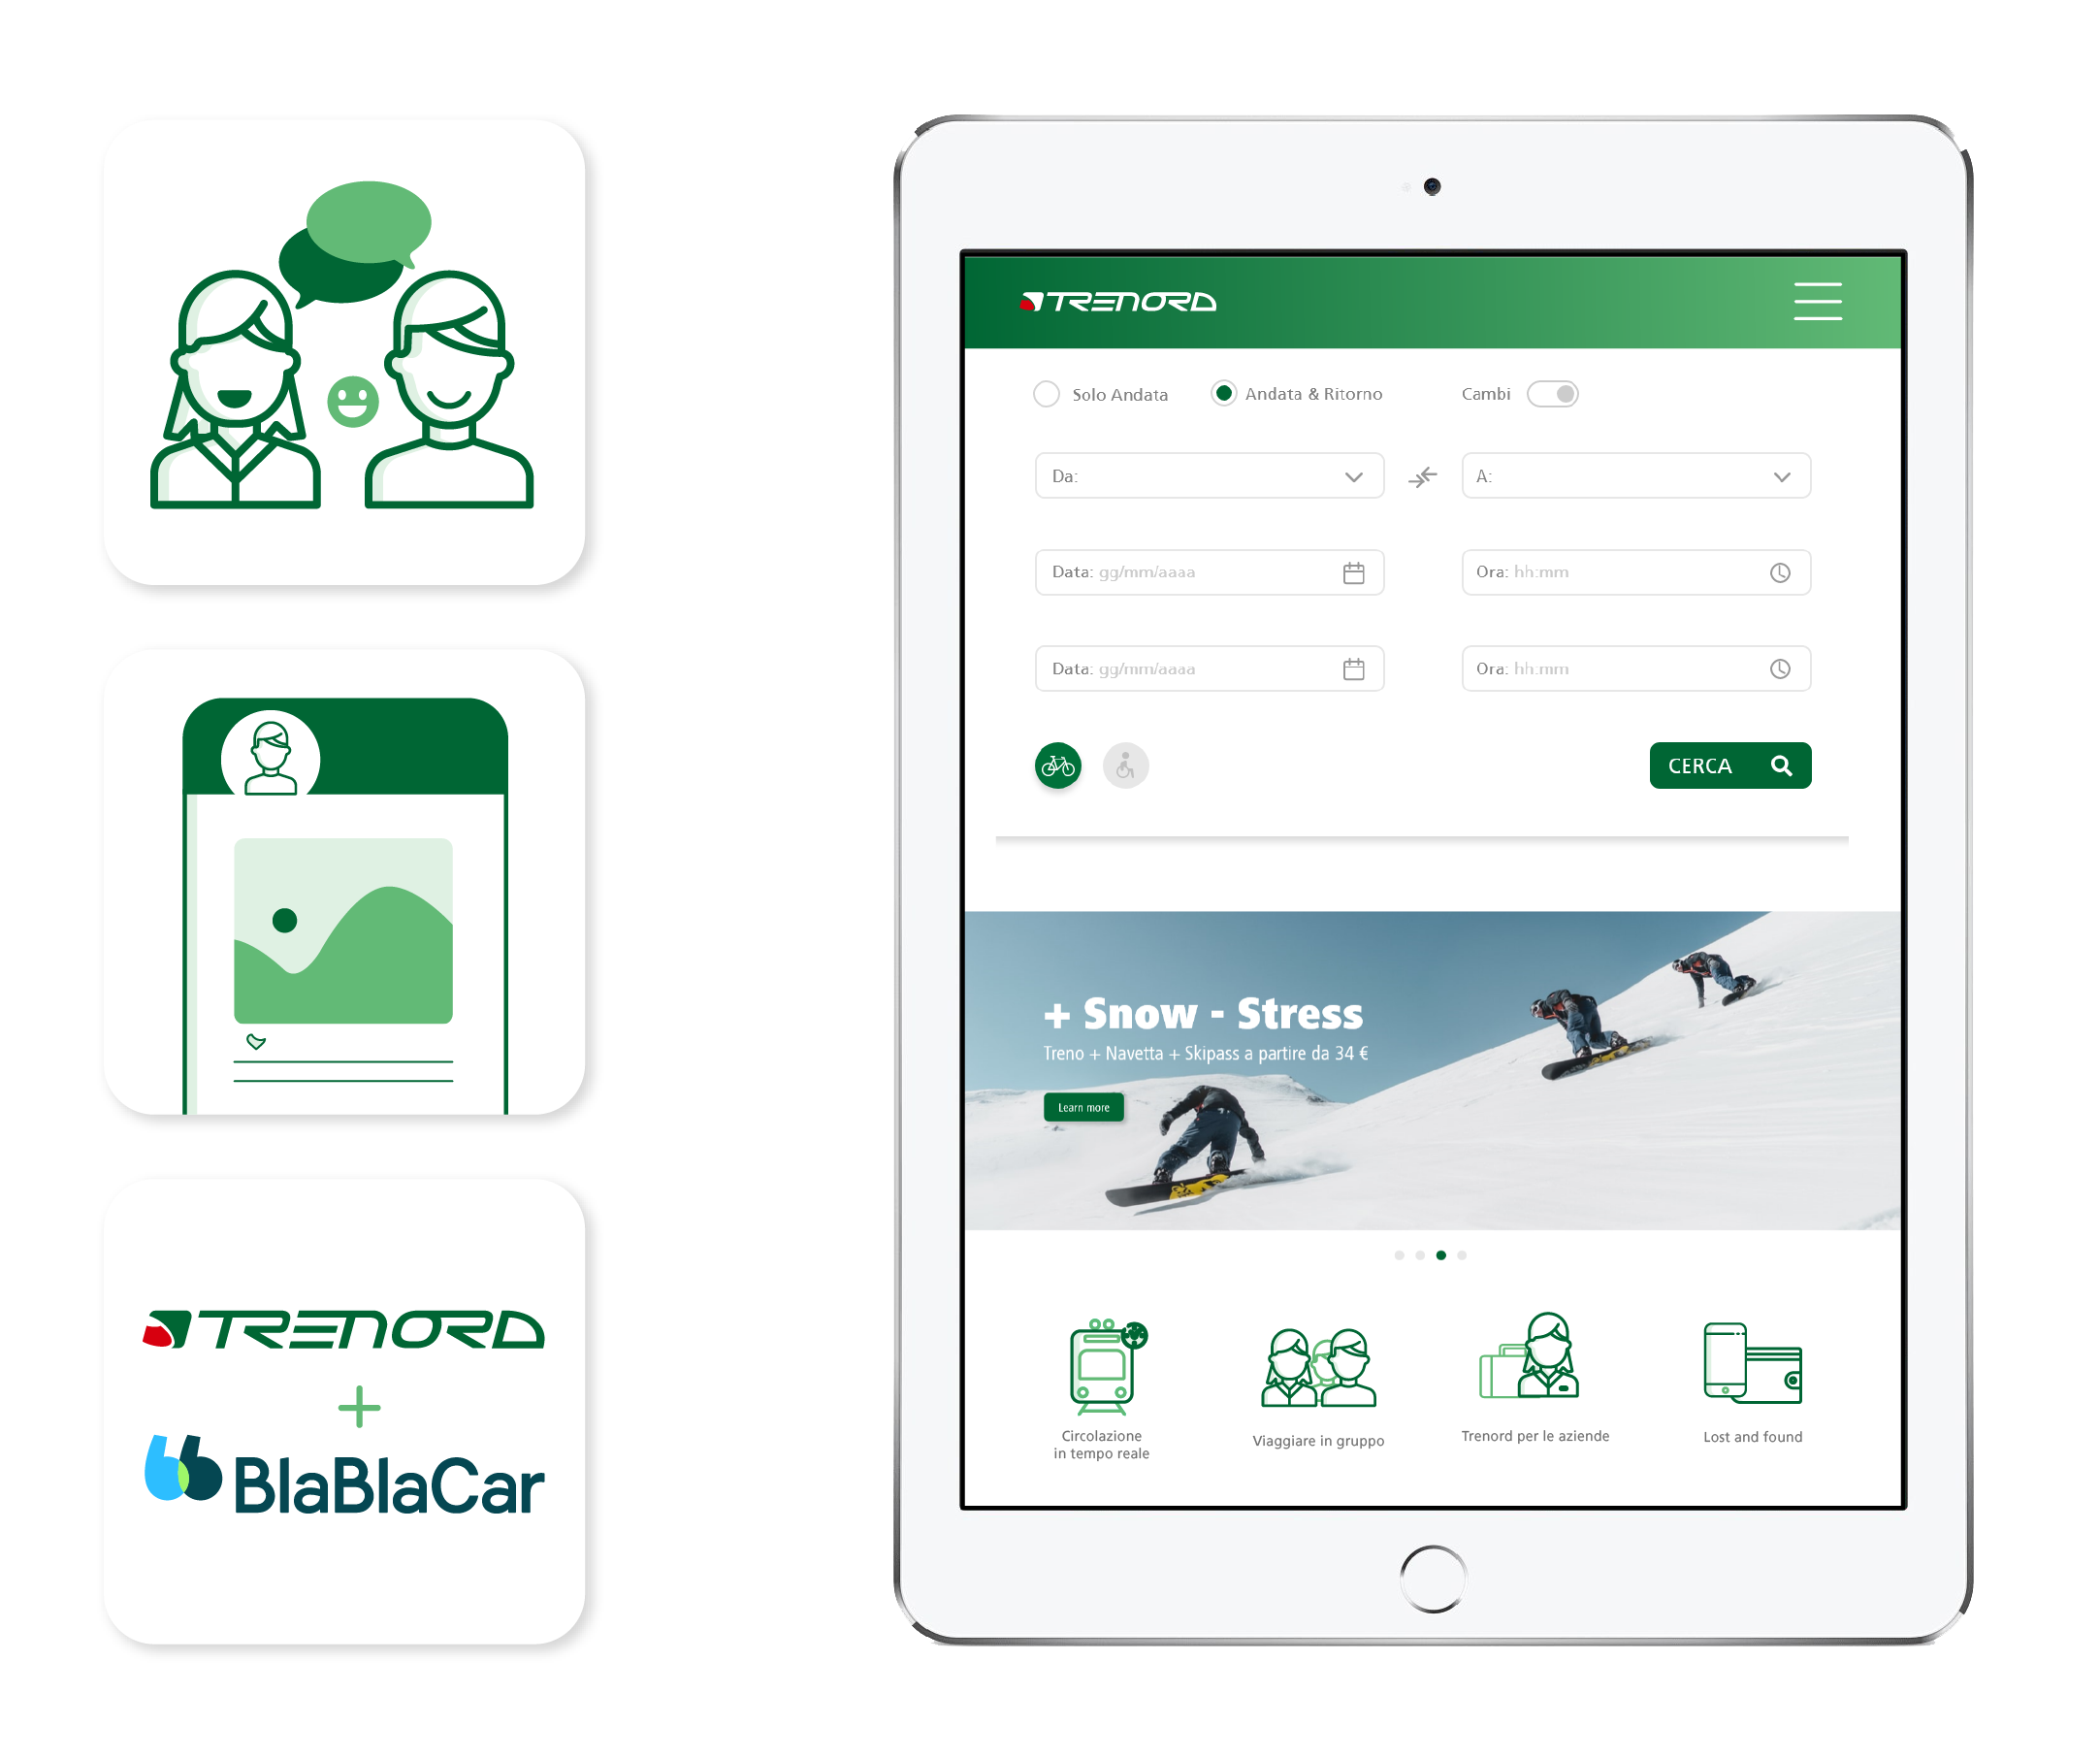 TRENORD
+
BlaBlaCar
TRENORD
Solo Andata
Andata & Ritorno
Cambi
Da:
A:
Data: gg/mm/aaaa
Ora: hh:mm
Data: gg/mm/aaaa
Ora: hh:mm
CERCA
+ Snow - Stress
Treno + Navetta + Skipass a partire da 34 €
Learn more
Circolazione
in tempo reale
Viaggiare in gruppo
Trenord per le aziende
Lost and found